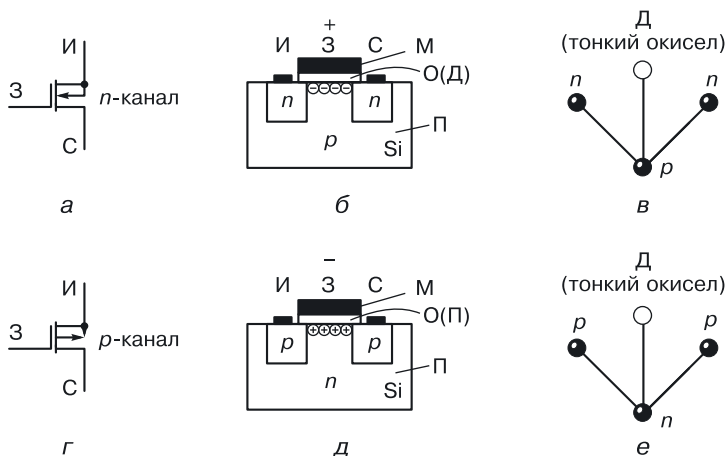 И
З
n-канал
С
а
+
И З С
М
О(Д)
n n
П
p
Si
б
Д
(тонкий окисел)
n n
p
в
И
З
p-канал
С
г
–
И З С
М
О(П)
p p
П
n
Si
д
Д
(тонкий окисел)
p p
n
е